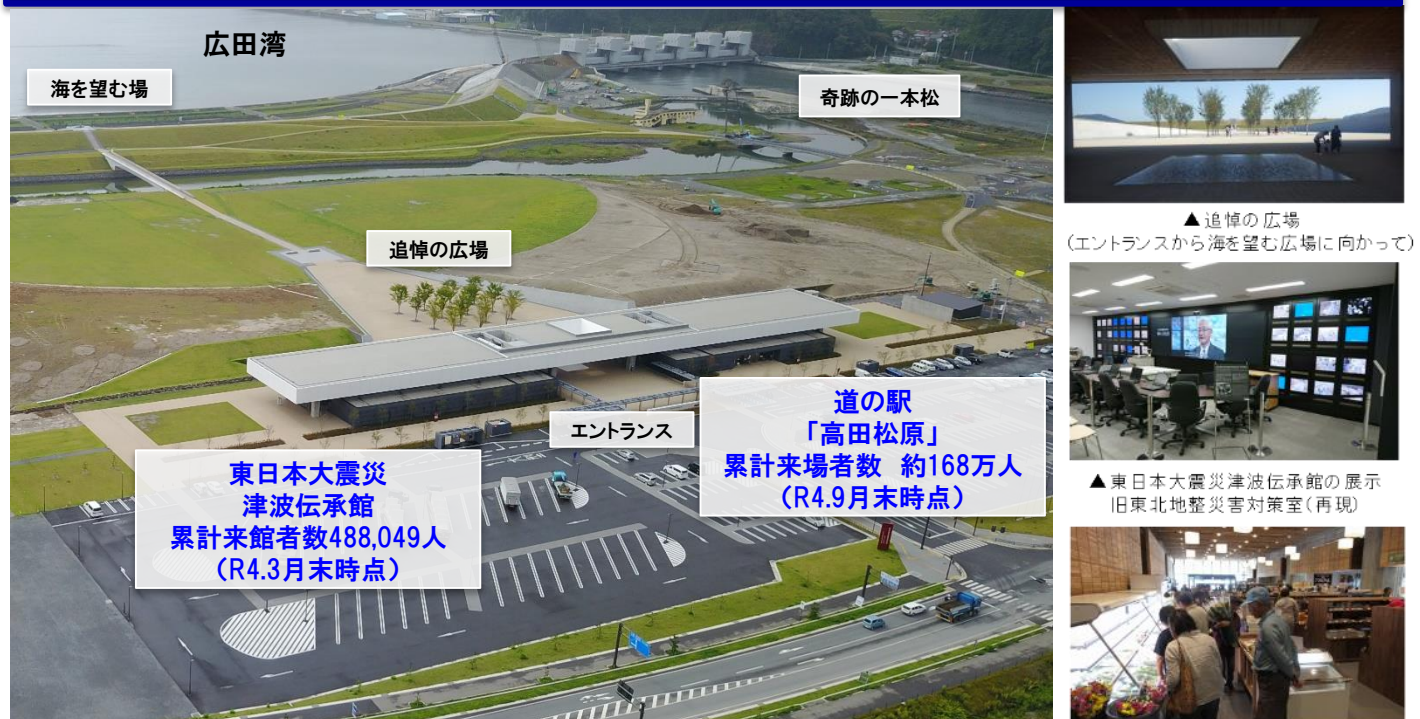 広田湾
海を望む場
奇跡の一本松
追悼の広場
エントランス
道の駅
「高田松原」
累計来場者数 約168万人
(R4.9月末時点)
東日本大震災
津波伝承館
累計来館者数488,049人
(R4.3月末時点)
▲追悼の広場
(エントランスから海を望む広場に向かって)
▲東日本大震災津波伝承館の展示
旧東北地整災害対策室(再現)